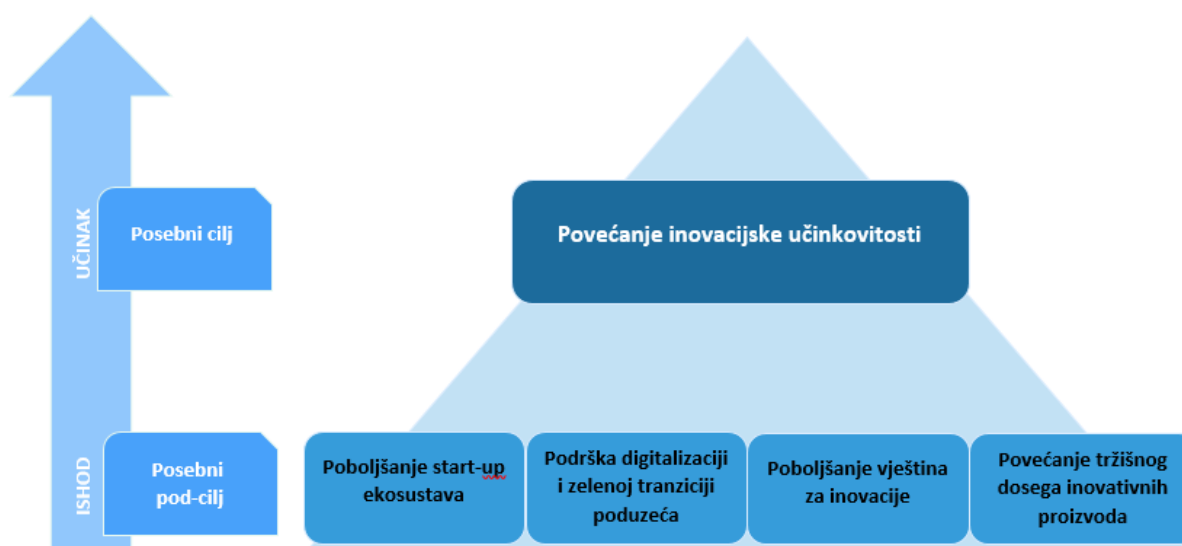 UČINAK
Posebni cilj
Povećanje inovacijske učinkovitosti
ISHOD
Posebni
pod-cilj
Poboljšanje start-up
ekosustava
Podrška digitalizaciji
i zelenoj tranziciji
poduzeća
Poboljšanje vještina
za inovacije
Povećanje tržišnog
dosega inovativnih
proizvoda